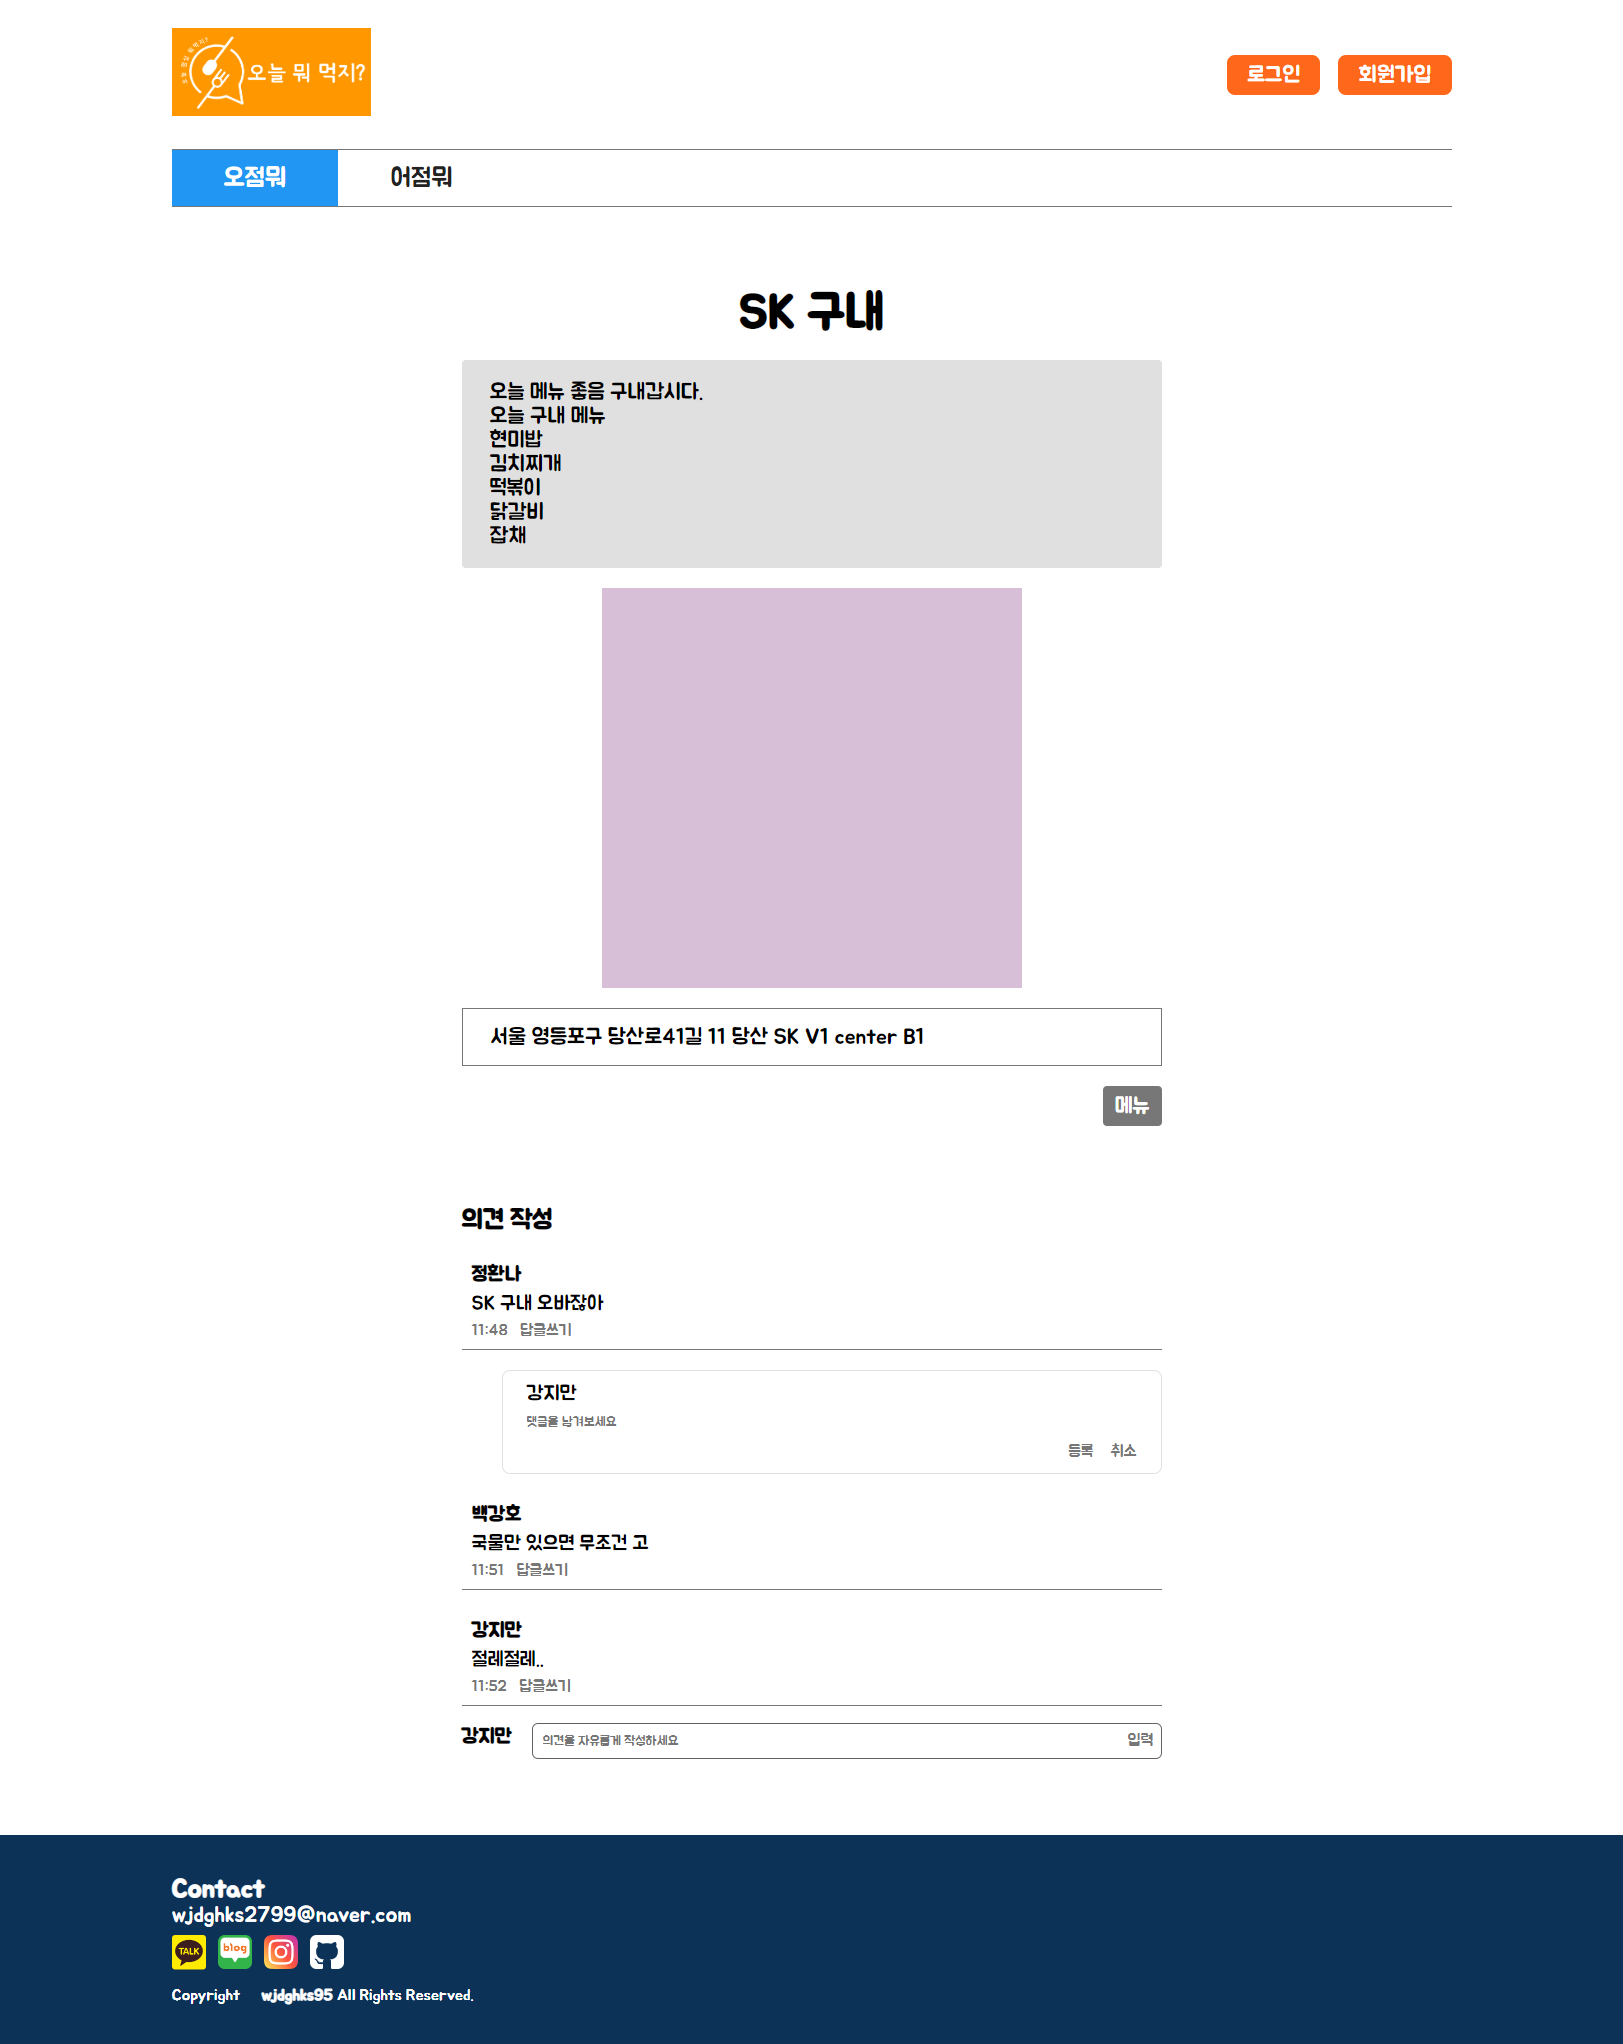 오늘 점심 뭐먹지?
오늘 뭐 먹지?
로그인 회원가입
오점뭐 어점뭐
SK 구내
오늘 메뉴 좋음 구내갑시다.
오늘 구내 메뉴
현미밥
김치찌개
떡볶이
닭갈비
잡채
서울 영등포구 당산로41길 11 당산 SK V1 center B1
메뉴
의견 작성
정환나
SK 구내 오바잖아
11:48 답글쓰기
강지만
댓글을 남겨보세요
등록 취소
백강호
국물만 있으면 무조건 고
11:51 답글쓰기
강지만
절레절레..
11:52 답글쓰기
강지만 의견을 자유롭게 작성하세요 입력
Contact
wjdghks2799@naver.com
TALK blog
Copyright wjdghks95 All Rights Reserved.